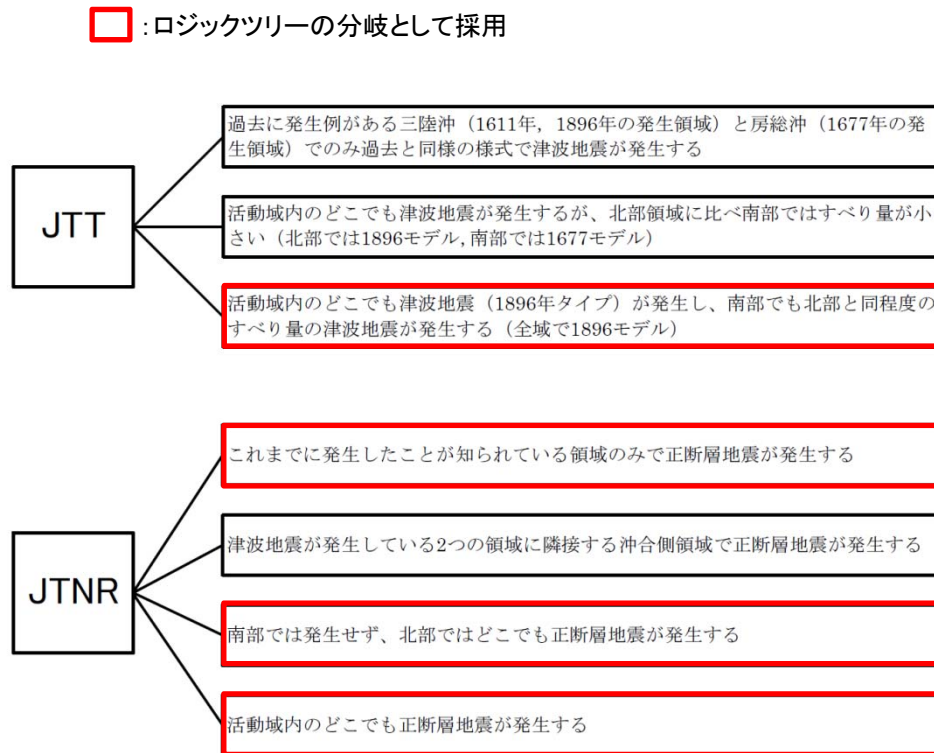 ：ロジックツリーの分岐として採用
JTT
過去に発生例がある三陸沖（1611年，1896年の発生領域）と房総沖（1677年の発
生領域）でのみ過去と同様の様式で津波地震が発生する
活動域内のどこでも津波地震が発生するが、北部領域に比べ南部ではすべり量が小
さい（北部では1896モデル,南部では1677モデル）
活動域内のどこでも津波地震（1896年タイプ）が発生し、南部でも北部と同程度の
すべり量の津波地震が発生する（全域で1896モデル）
JTNR
これまでに発生したことが知られている領域のみで正断層地震が発生する
津波地震が発生している2つの領域に隣接する沖合側領域で正断層地震が発生する
南部では発生せず、北部ではどこでも正断層地震が発生する
活動域内のどこでも正断層地震が発生する